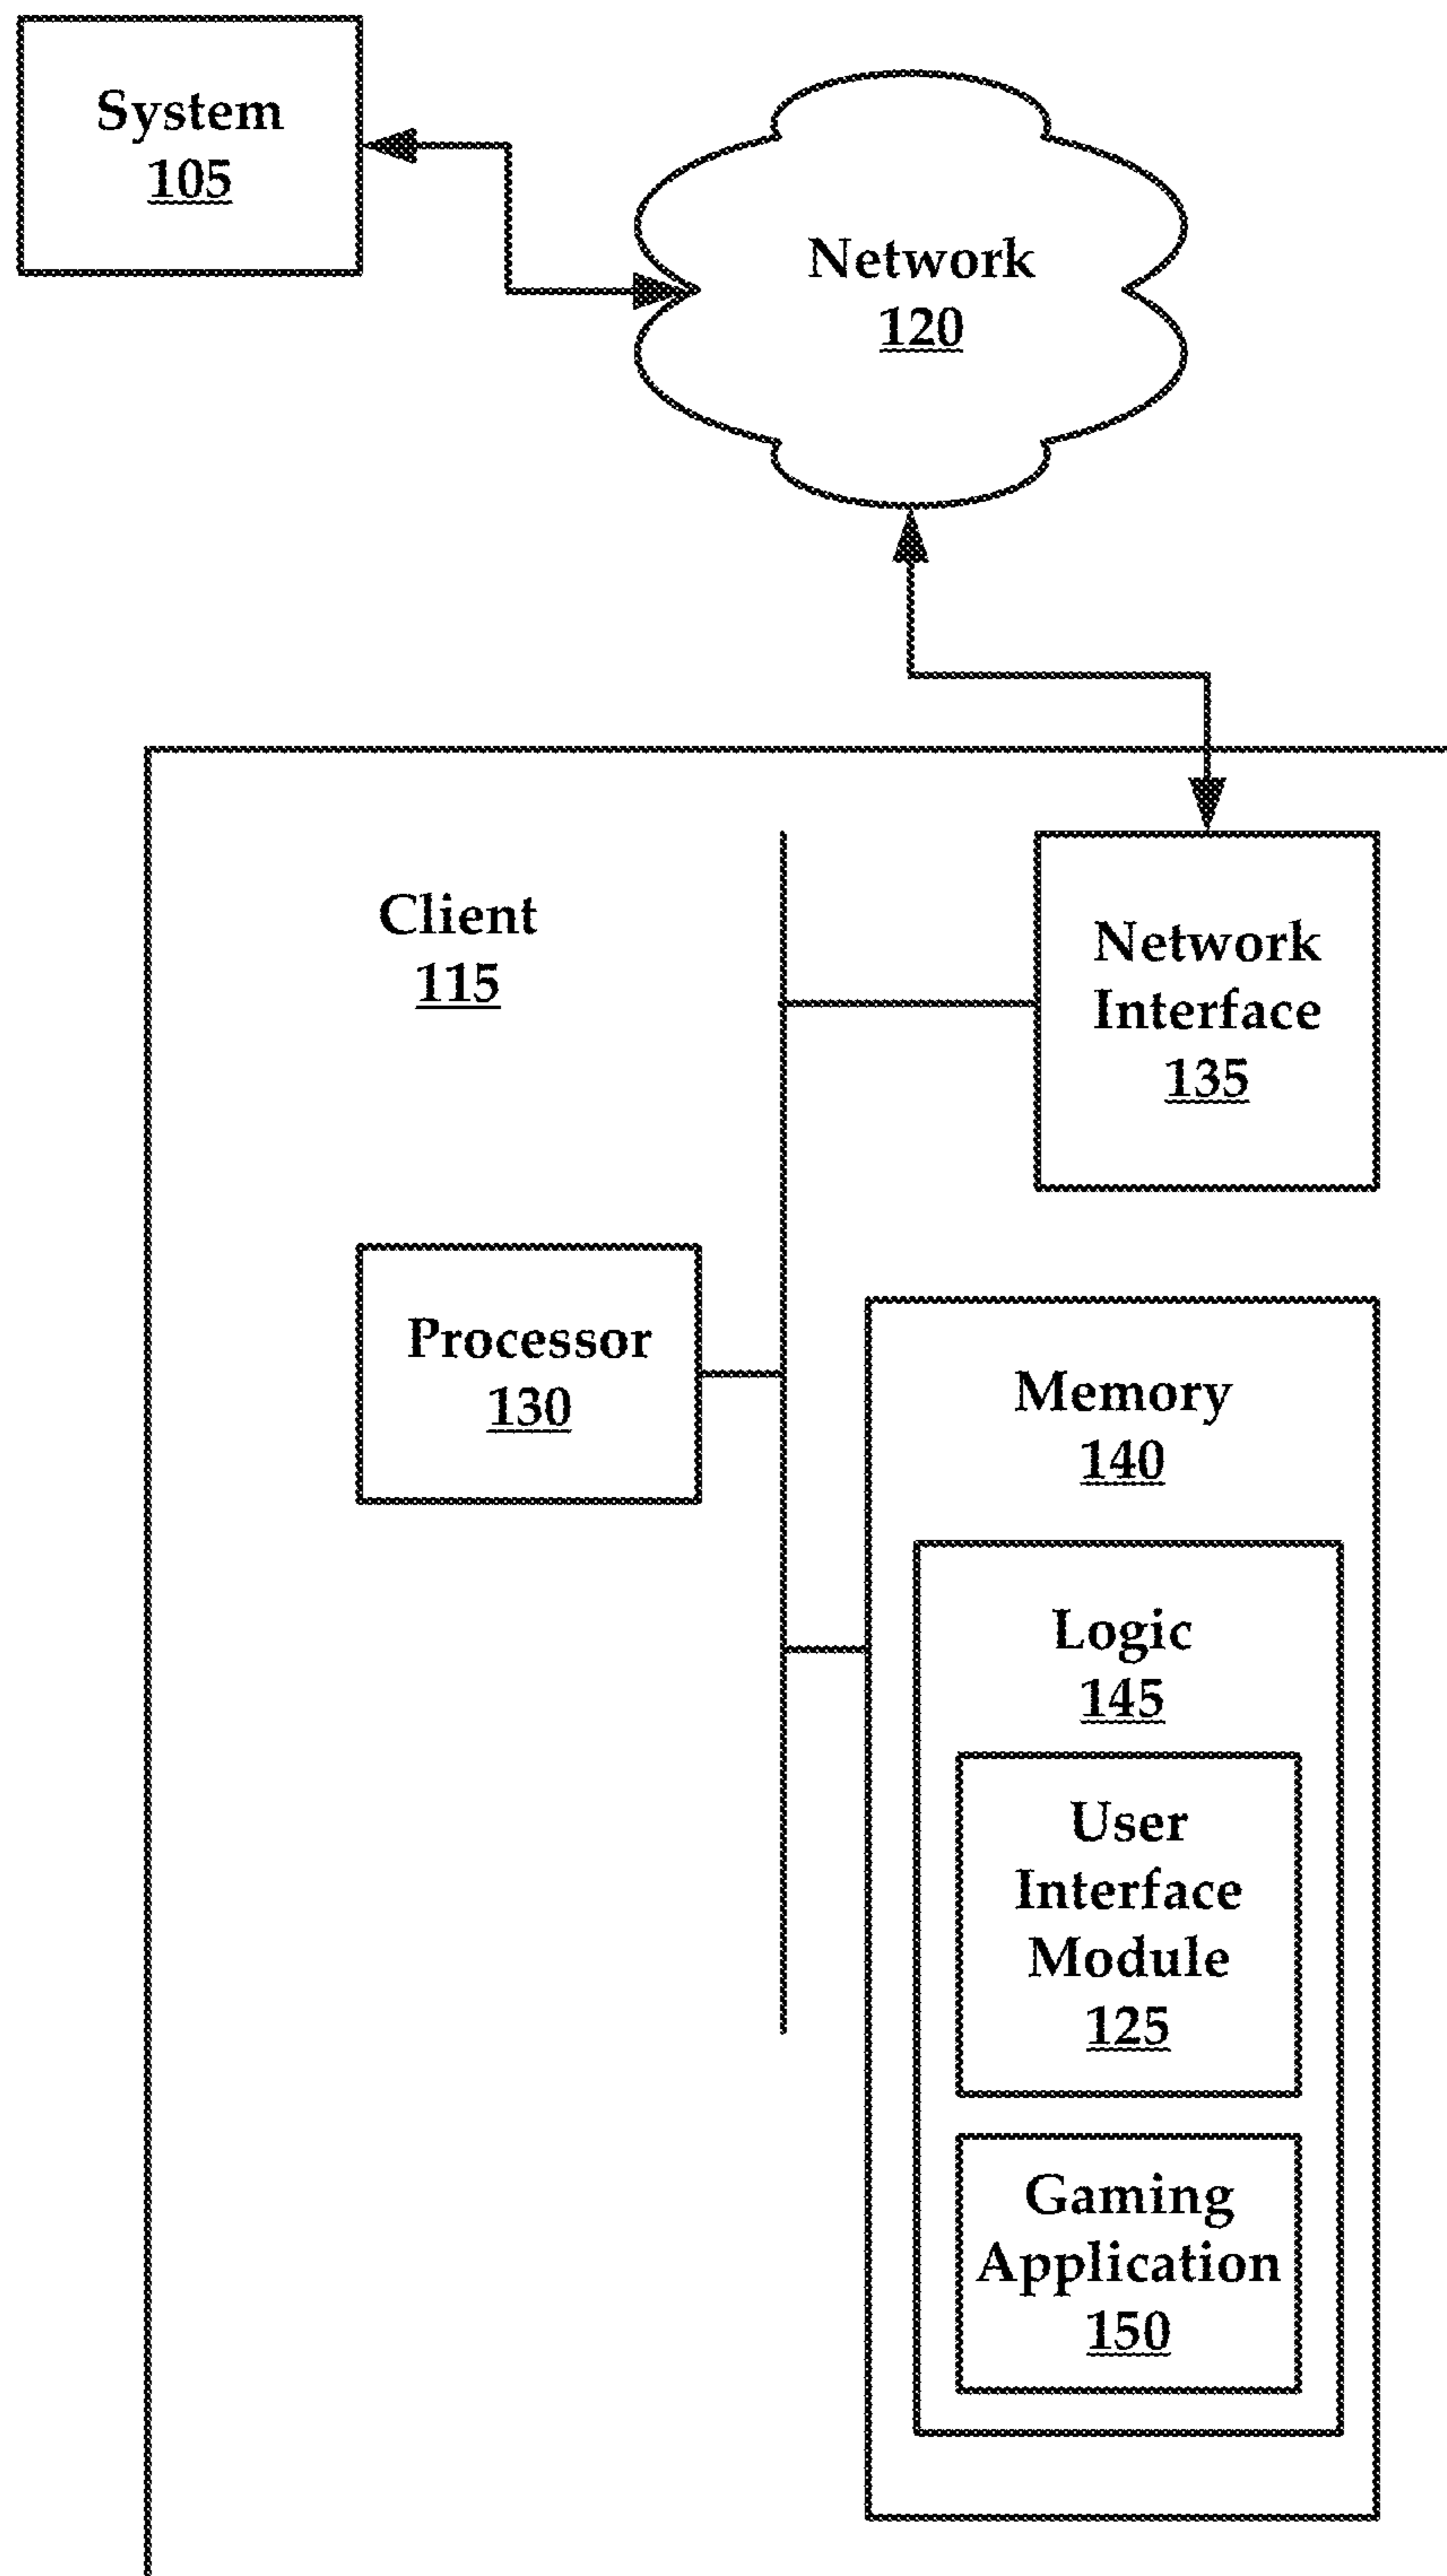 System
105
Network
120
Client
115
Network
Interface
135
Processor
130
Memory
140
Logic
145
User
Interface
Module
125
Gaming
Application
150